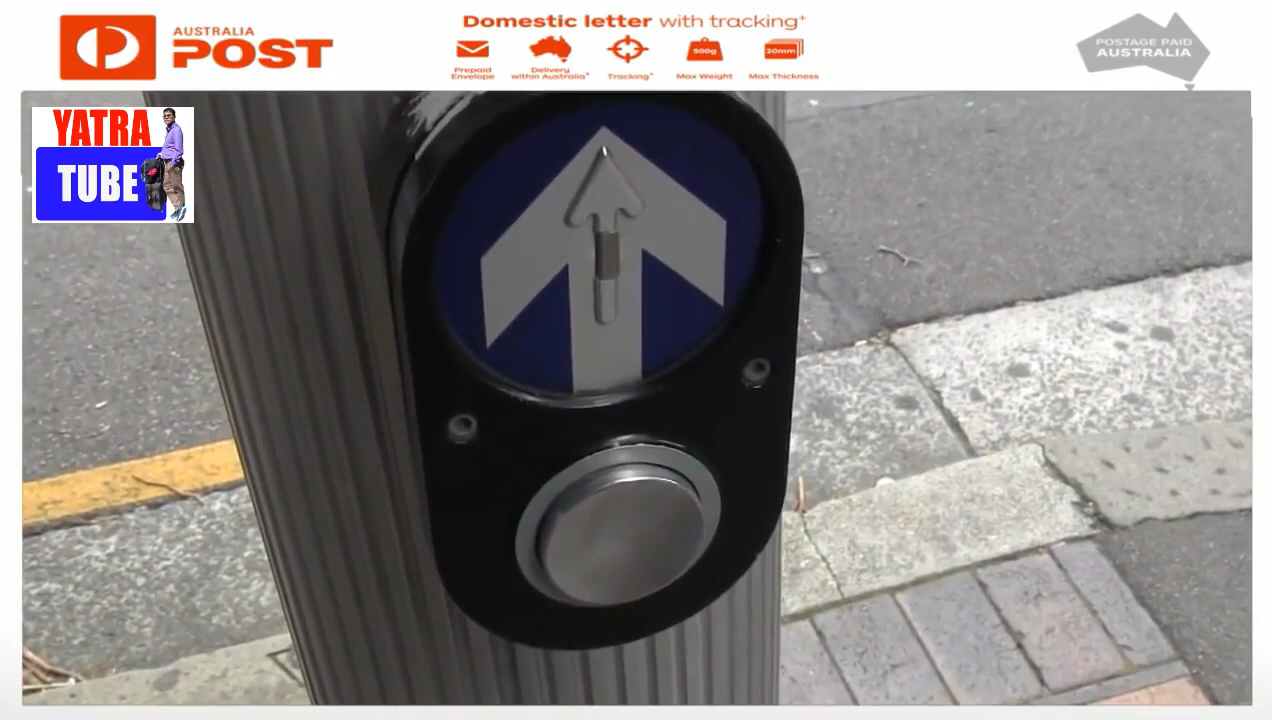 AUSTRALIA
POST
Domestic letter with tracking+
Prepaid
Envelope
Delivery
within Australia+
Tracking+
500g
Max Weight
20mm
Max Thickness
POSTAGE PAID
AUSTRALIA
YATRA
TUBE